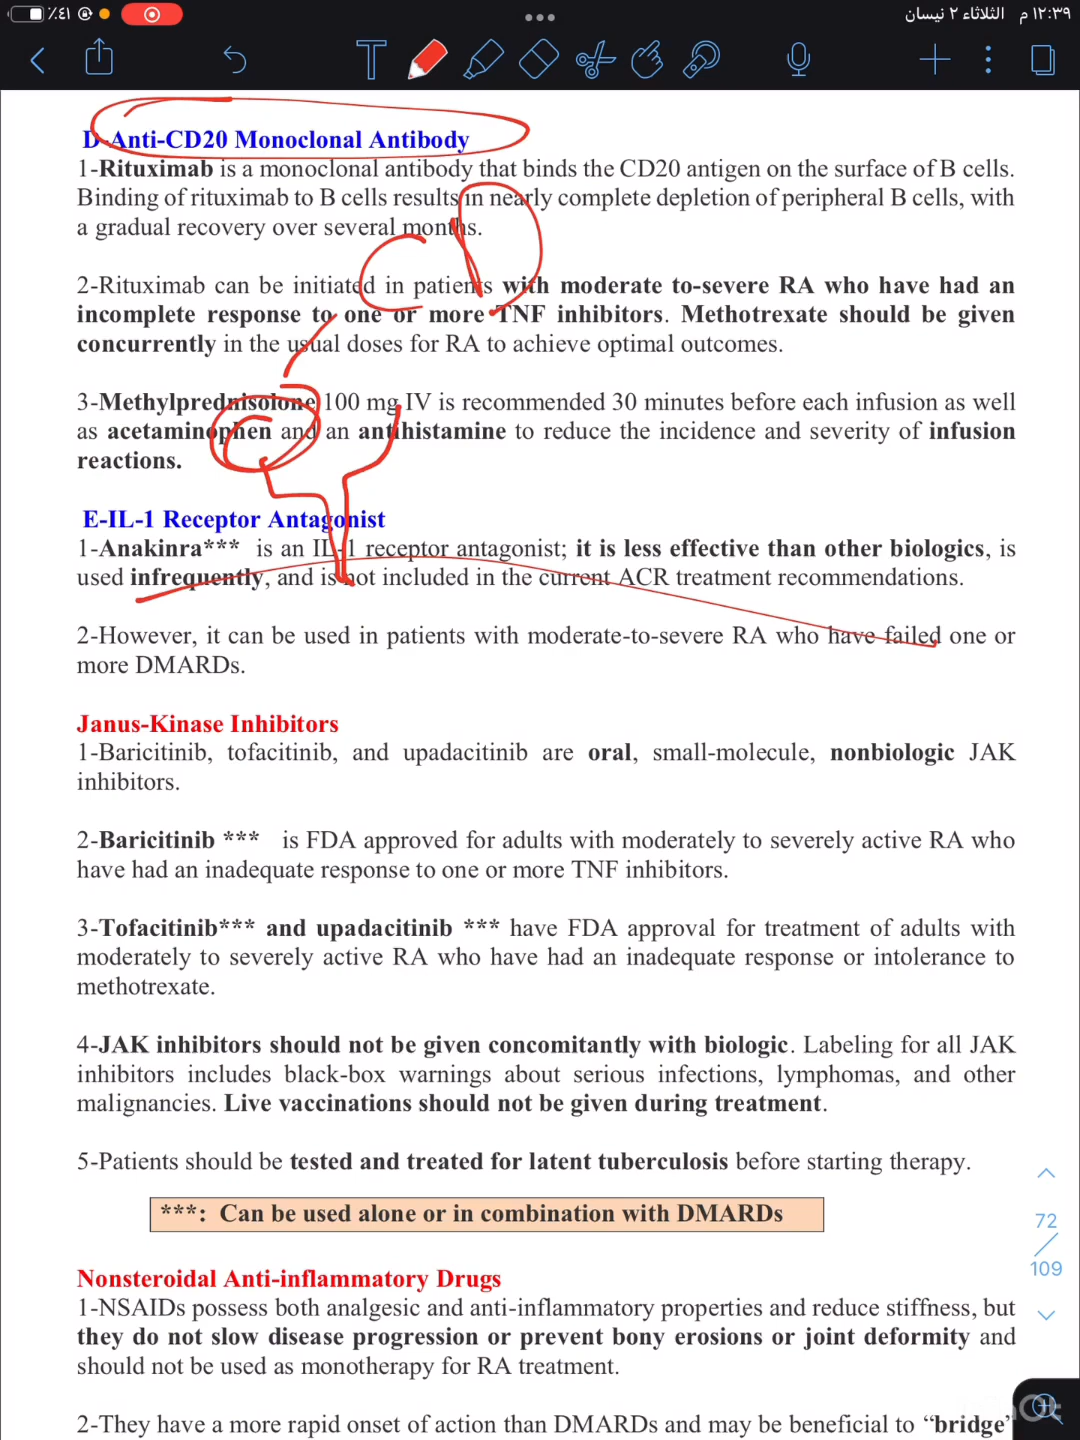 ٪٤١
١٢:٣٩ م الثلاثاء ٢ نيسان
D-Anti-CD20 Monoclonal Antibody
1-Rituximab is a monoclonal antibody that binds the CD20 antigen on the surface of B cells.
Binding of rituximab to B cells results in nearly complete depletion of peripheral B cells, with
a gradual recovery over several months.
2-Rituximab can be initiated in patients with moderate to-severe RA who have had an
incomplete response to one or more TNF inhibitors. Methotrexate should be given
concurrently in the usual doses for RA to achieve optimal outcomes.
3-Methylprednisolone 100 mg IV is recommended 30 minutes before each infusion as well
as acetaminophen and an antihistamine to reduce the incidence and severity of infusion
reactions.
E-IL-1 Receptor Antagonist
1-Anakinra*** is an IL-1 receptor antagonist; it is less effective than other biologics, is
used infrequently, and is not included in the current ACR treatment recommendations.
2-However, it can be used in patients with moderate-to-severe RA who have failed one or
more DMARDs.
Janus-Kinase Inhibitors
1-Baricitinib, tofacitinib, and upadacitinib are oral, small-molecule, nonbiologic JAK
inhibitors.
2-Baricitinib *** is FDA approved for adults with moderately to severely active RA who
have had an inadequate response to one or more TNF inhibitors.
3-Tofacitinib*** and upadacitinib *** have FDA approval for treatment of adults with
moderately to severely active RA who have had an inadequate response or intolerance to
methotrexate.
4-JAK inhibitors should not be given concomitantly with biologic. Labeling for all JAK
inhibitors includes black-box warnings about serious infections, lymphomas, and other
malignancies. Live vaccinations should not be given during treatment.
5-Patients should be tested and treated for latent tuberculosis before starting therapy.
***: Can be used alone or in combination with DMARDs
72
109
Nonsteroidal Anti-inflammatory Drugs
1-NSAIDs possess both analgesic and anti-inflammatory properties and reduce stiffness, but
they do not slow disease progression or prevent bony erosions or joint deformity and
should not be used as monotherapy for RA treatment.
2-They have a more rapid onset of action than DMARDs and may be beneficial to “bridge”